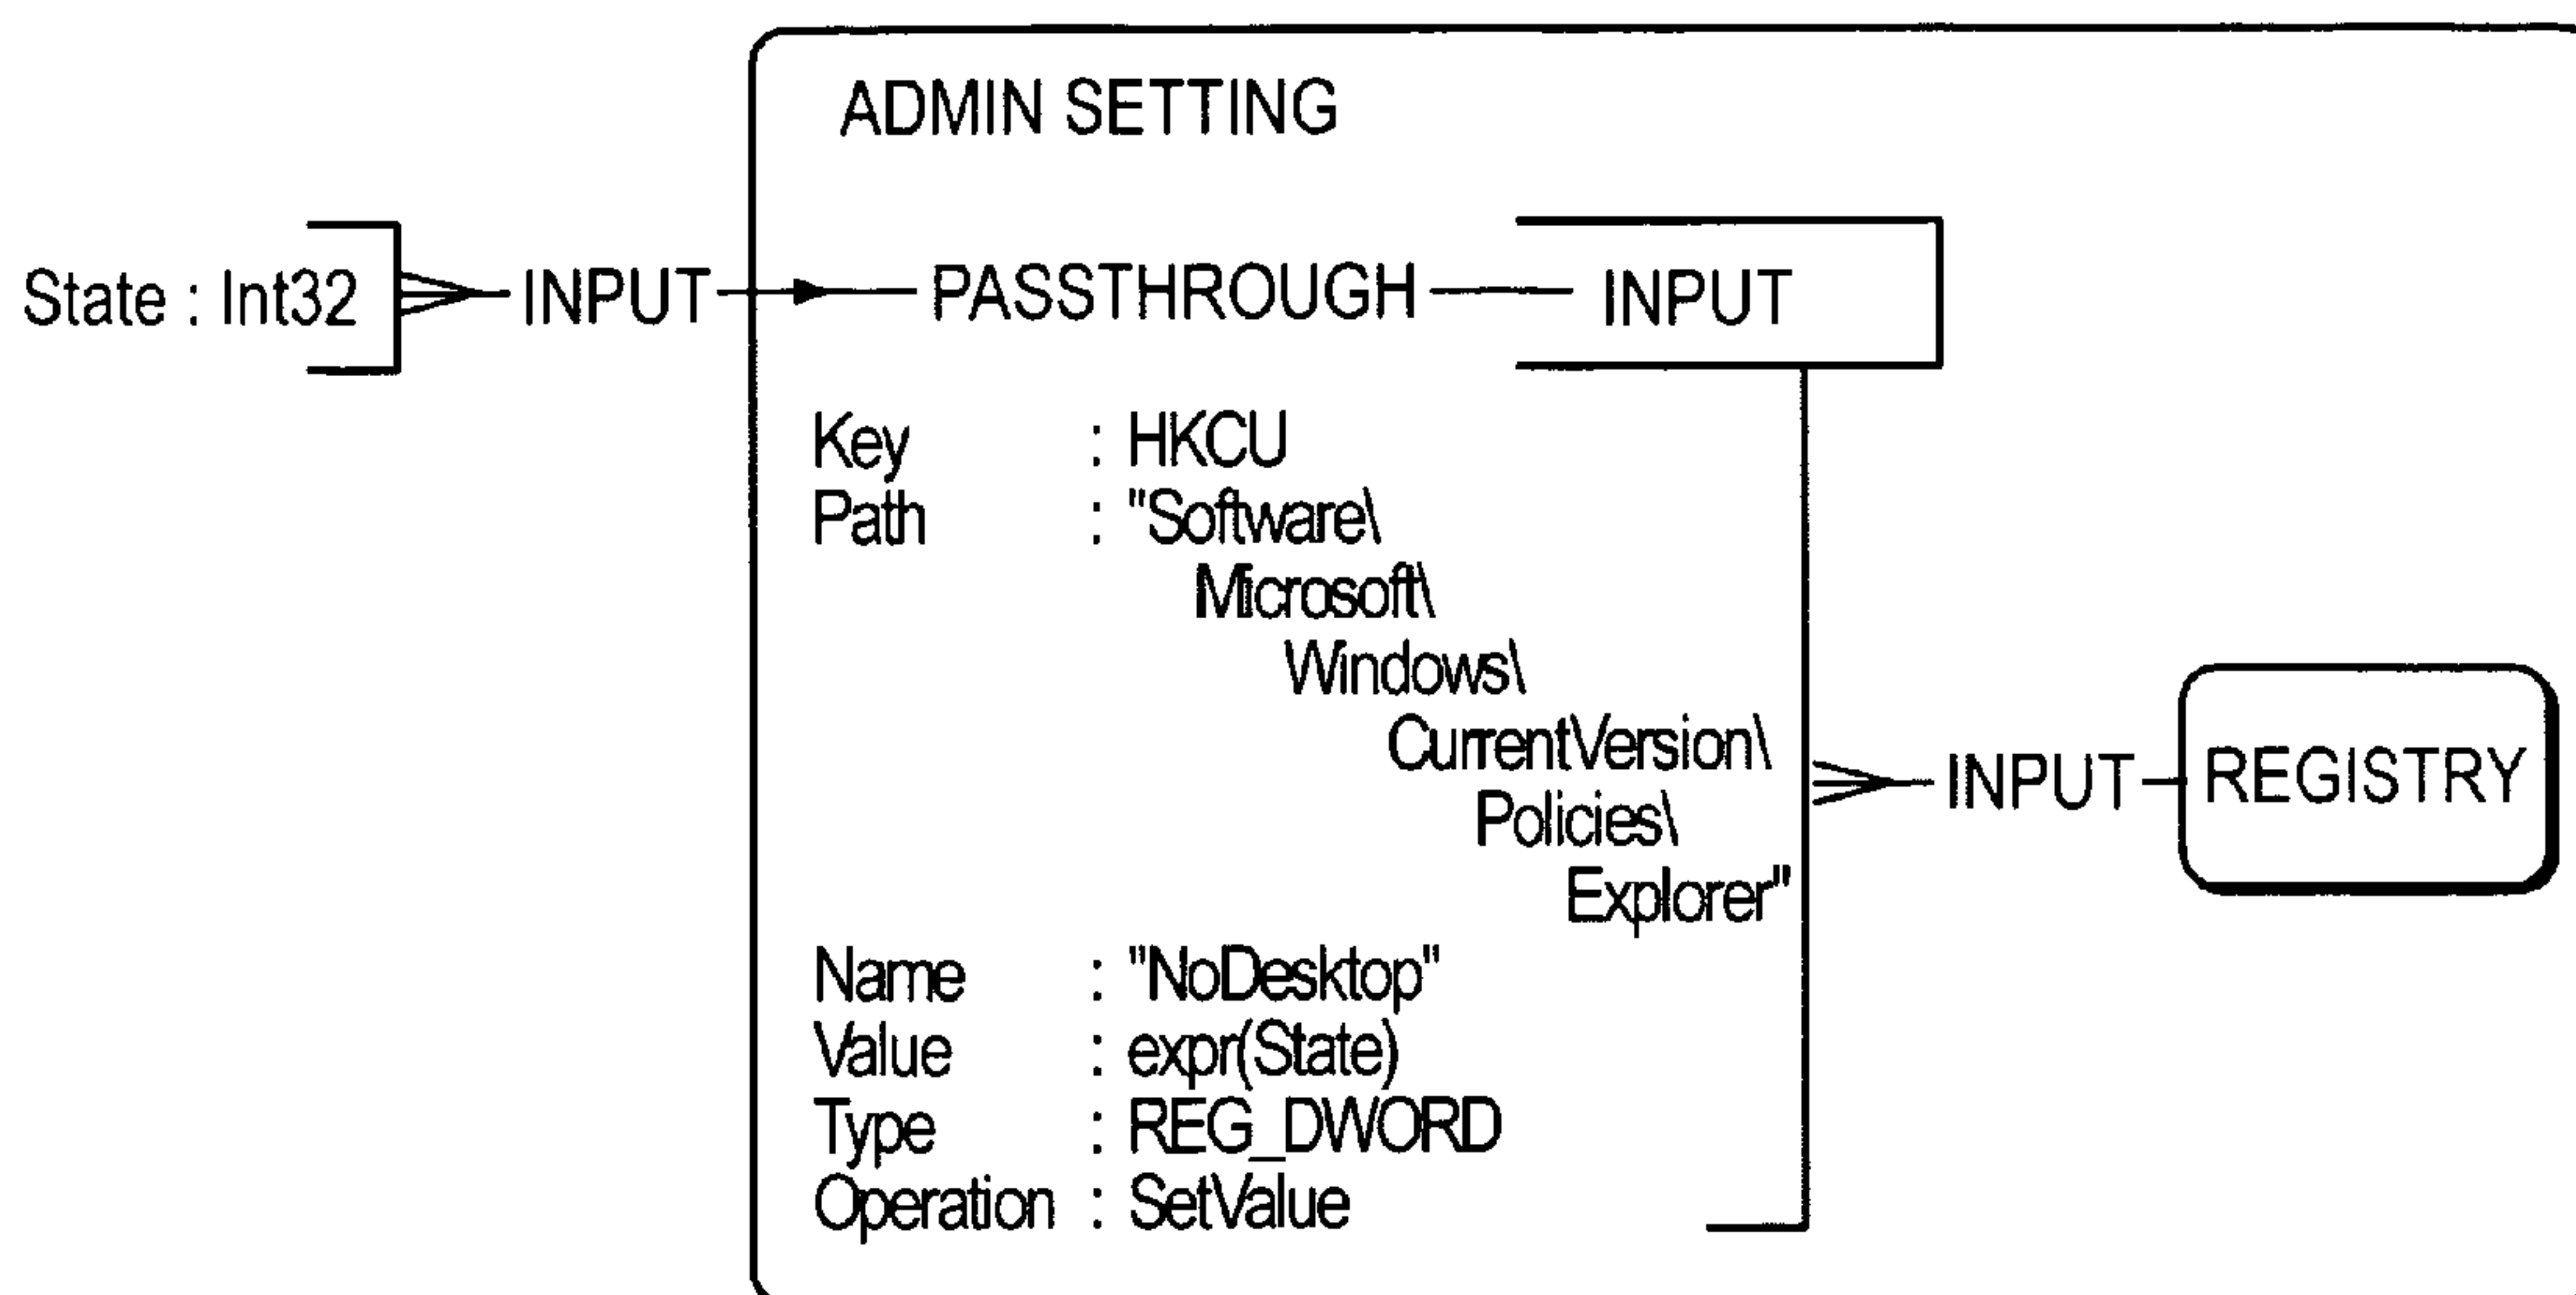 ADMIN SETTING
State : Int32 INPUT PASSTHROUGH INPUT
Key : HKCU
Path : "Software\
Microsoft\
Windows\
CurrentVersion\
Policies\
Explorer"
INPUT REGISTRY
Name : "NoDesktop"
Value : expr(State)
Type : REG_DWORD
Operation : SetValue